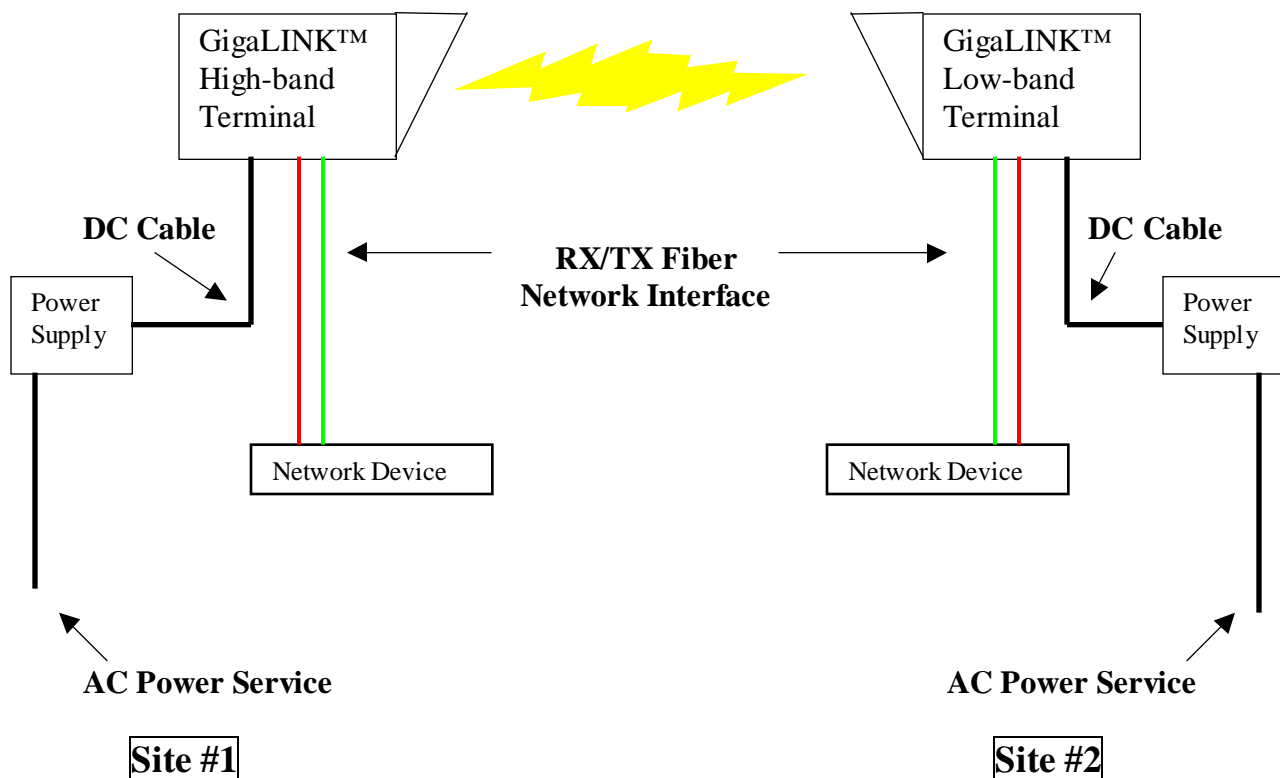 GigaLINK™
High-band
Terminal
GigaLINK™
Low-band
Terminal
DC Cable
RX/TX Fiber
Network Interface
DC Cable
Power
Supply
Power
Supply
Network Device
Network Device
AC Power Service
AC Power Service
Site #1
Site #2